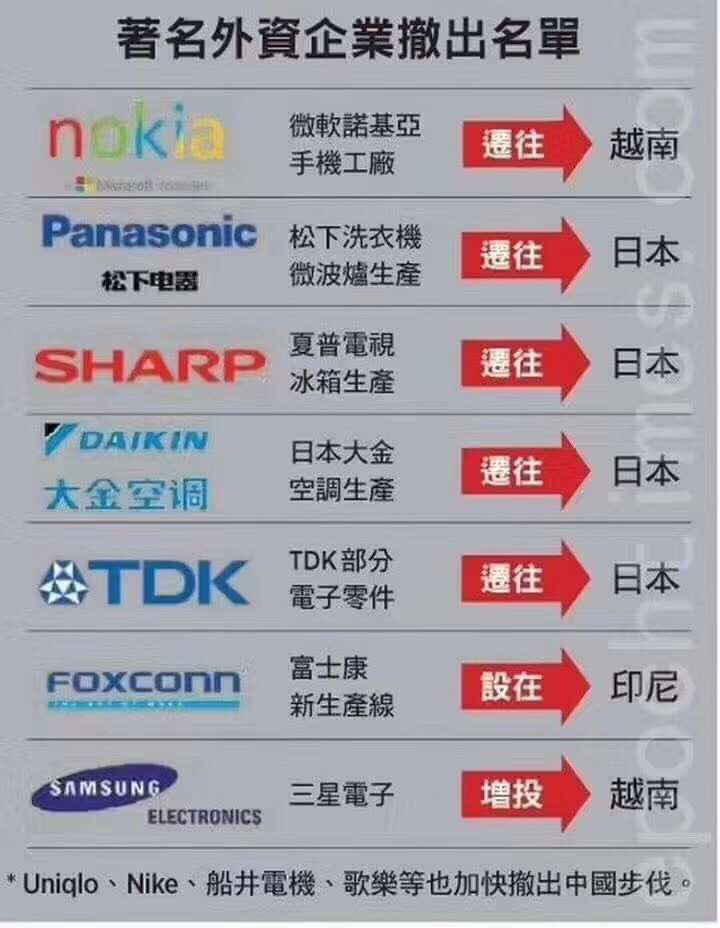 著名外資企業撤出名單
nokia
微軟諾基亞
手機工廠
遷往
越南
Panasonic
松下电器
松下洗衣機
微波爐生產
遷往
日本
SHARP
夏普電視
冰箱生產
遷往
日本
DAIKIN
大金空调
日本大金
空調生產
遷往
日本
TDK
TDK部分
電子零件
遷往
日本
FOXCONN
富士康
新生產線
設在
印尼
SAMSUNG
ELECTRONICS
三星電子
增投
越南
*Uniqlo、Nike、船井電機、歌樂等也加快撤出中國步伐。
epochtimes.com